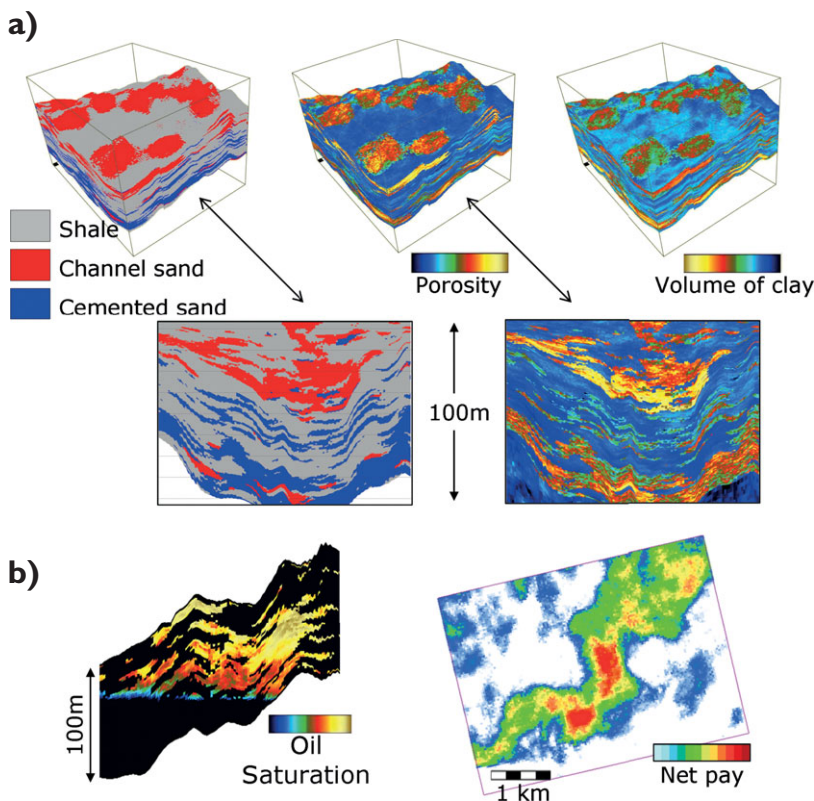 a)
Shale
Channel sand
Cemented sand
Porosity
Volume of clay
100m
b)
100m
Oil
Saturation
1 km
Net pay